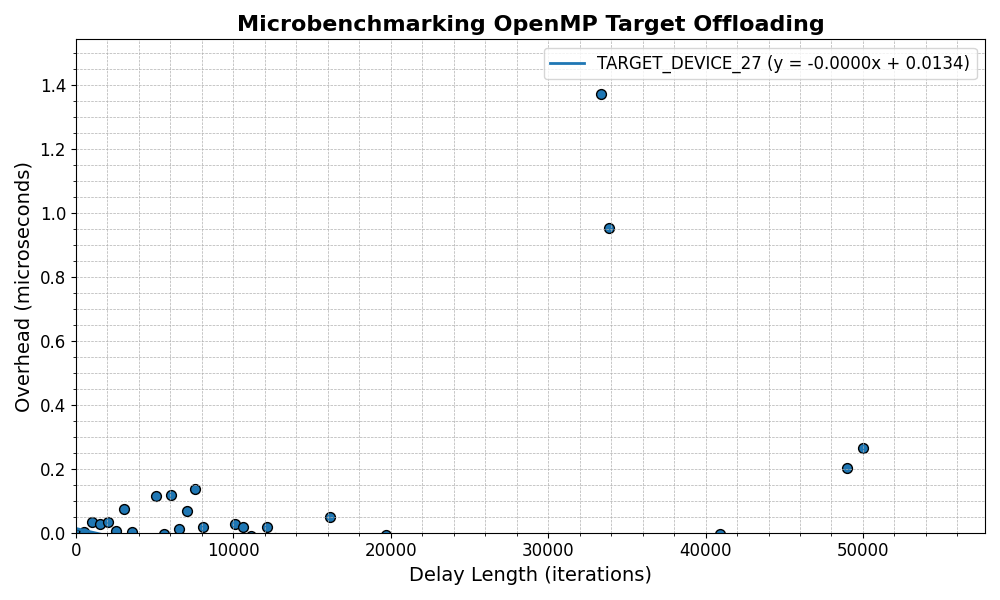 Microbenchmarking OpenMP Target Offloading
TARGET_DEVICE_27 (y = -0.0000x + 0.0134)
Overhead (microseconds)
1.4
1.2
1.0
0.8
0.6
0.4
0.2
0.0
0 10000 20000 30000 40000 50000
Delay Length (iterations)